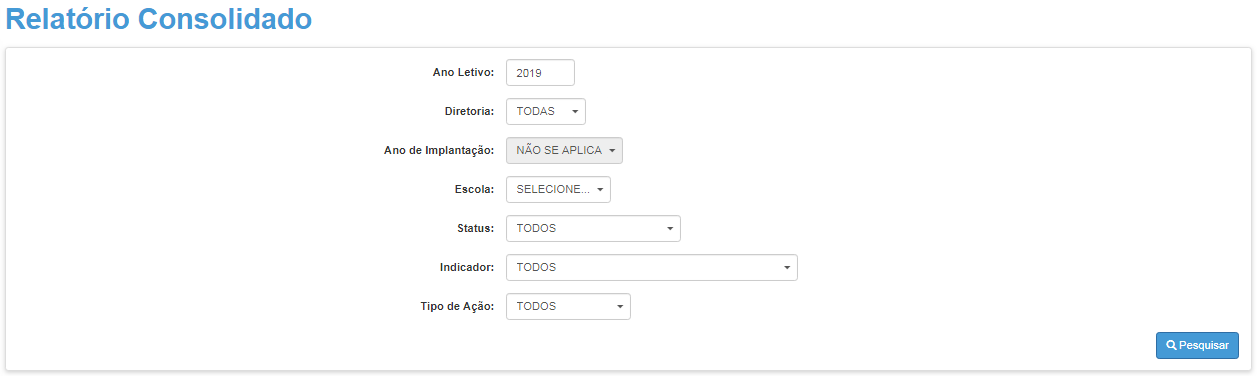 Relatório Consolidado
Ano Letivo: 2019
Diretoria: TODAS
Ano de Implantação: NÃO SE APLICA
Escola: SELECIONE...
Status: TODOS
Indicador: TODOS
Tipo de Ação: TODOS
Pesquisar